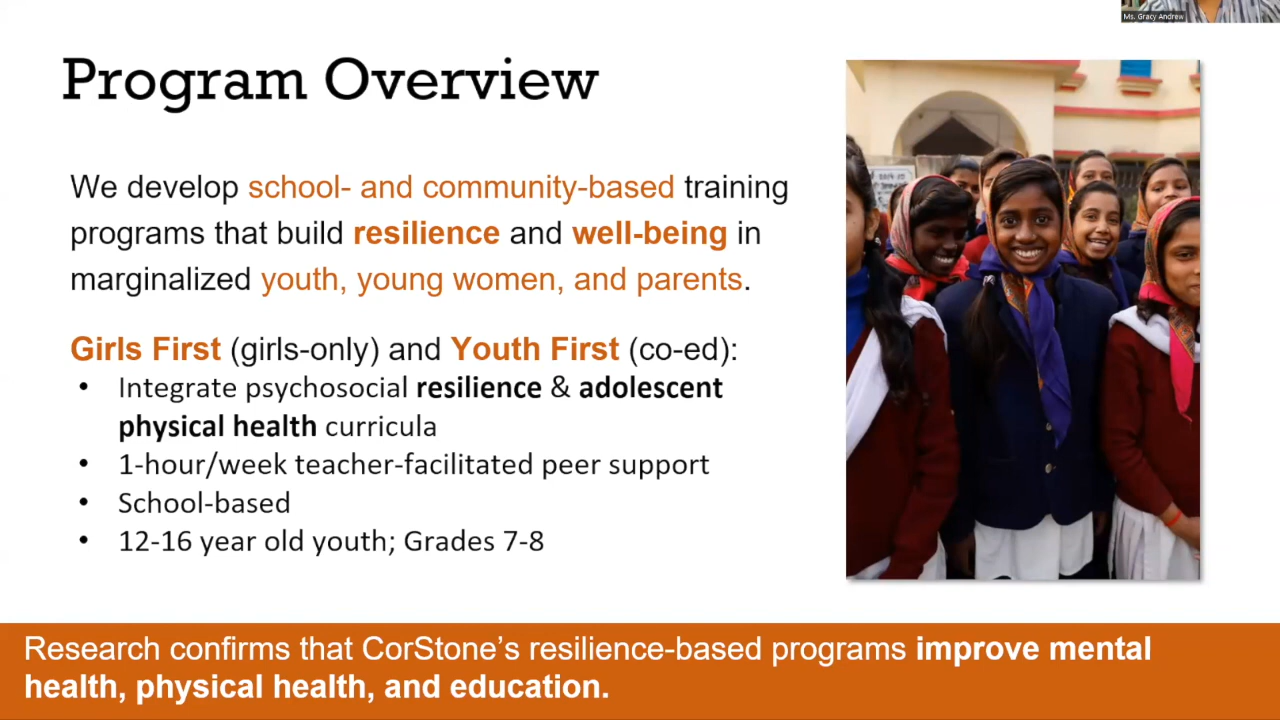 Ms. Gracy Andrew
Program Overview
We develop school- and community-based training
programs that build resilience and well-being in
marginalized youth, young women, and parents.
Girls First (girls-only) and Youth First (co-ed):
• Integrate psychosocial resilience & adolescent
physical health curricula
• 1-hour/week teacher-facilitated peer support
• School-based
• 12-16 year old youth; Grades 7-8
Research confirms that CorStone’s resilience-based programs improve mental
health, physical health, and education.